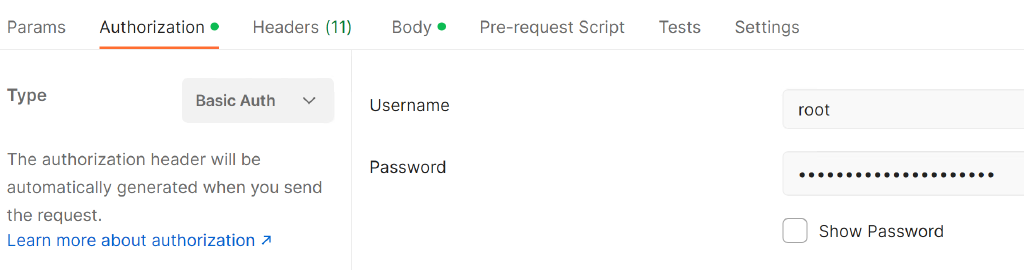 Params Authorization Headers (11) Body Pre-request Script Tests Settings
Type
Basic Auth
The authorization header will be
automatically generated when you send
the request.
Learn more about authorization ↗
Username
root
Password
•••••••••••••••••••••
Show Password